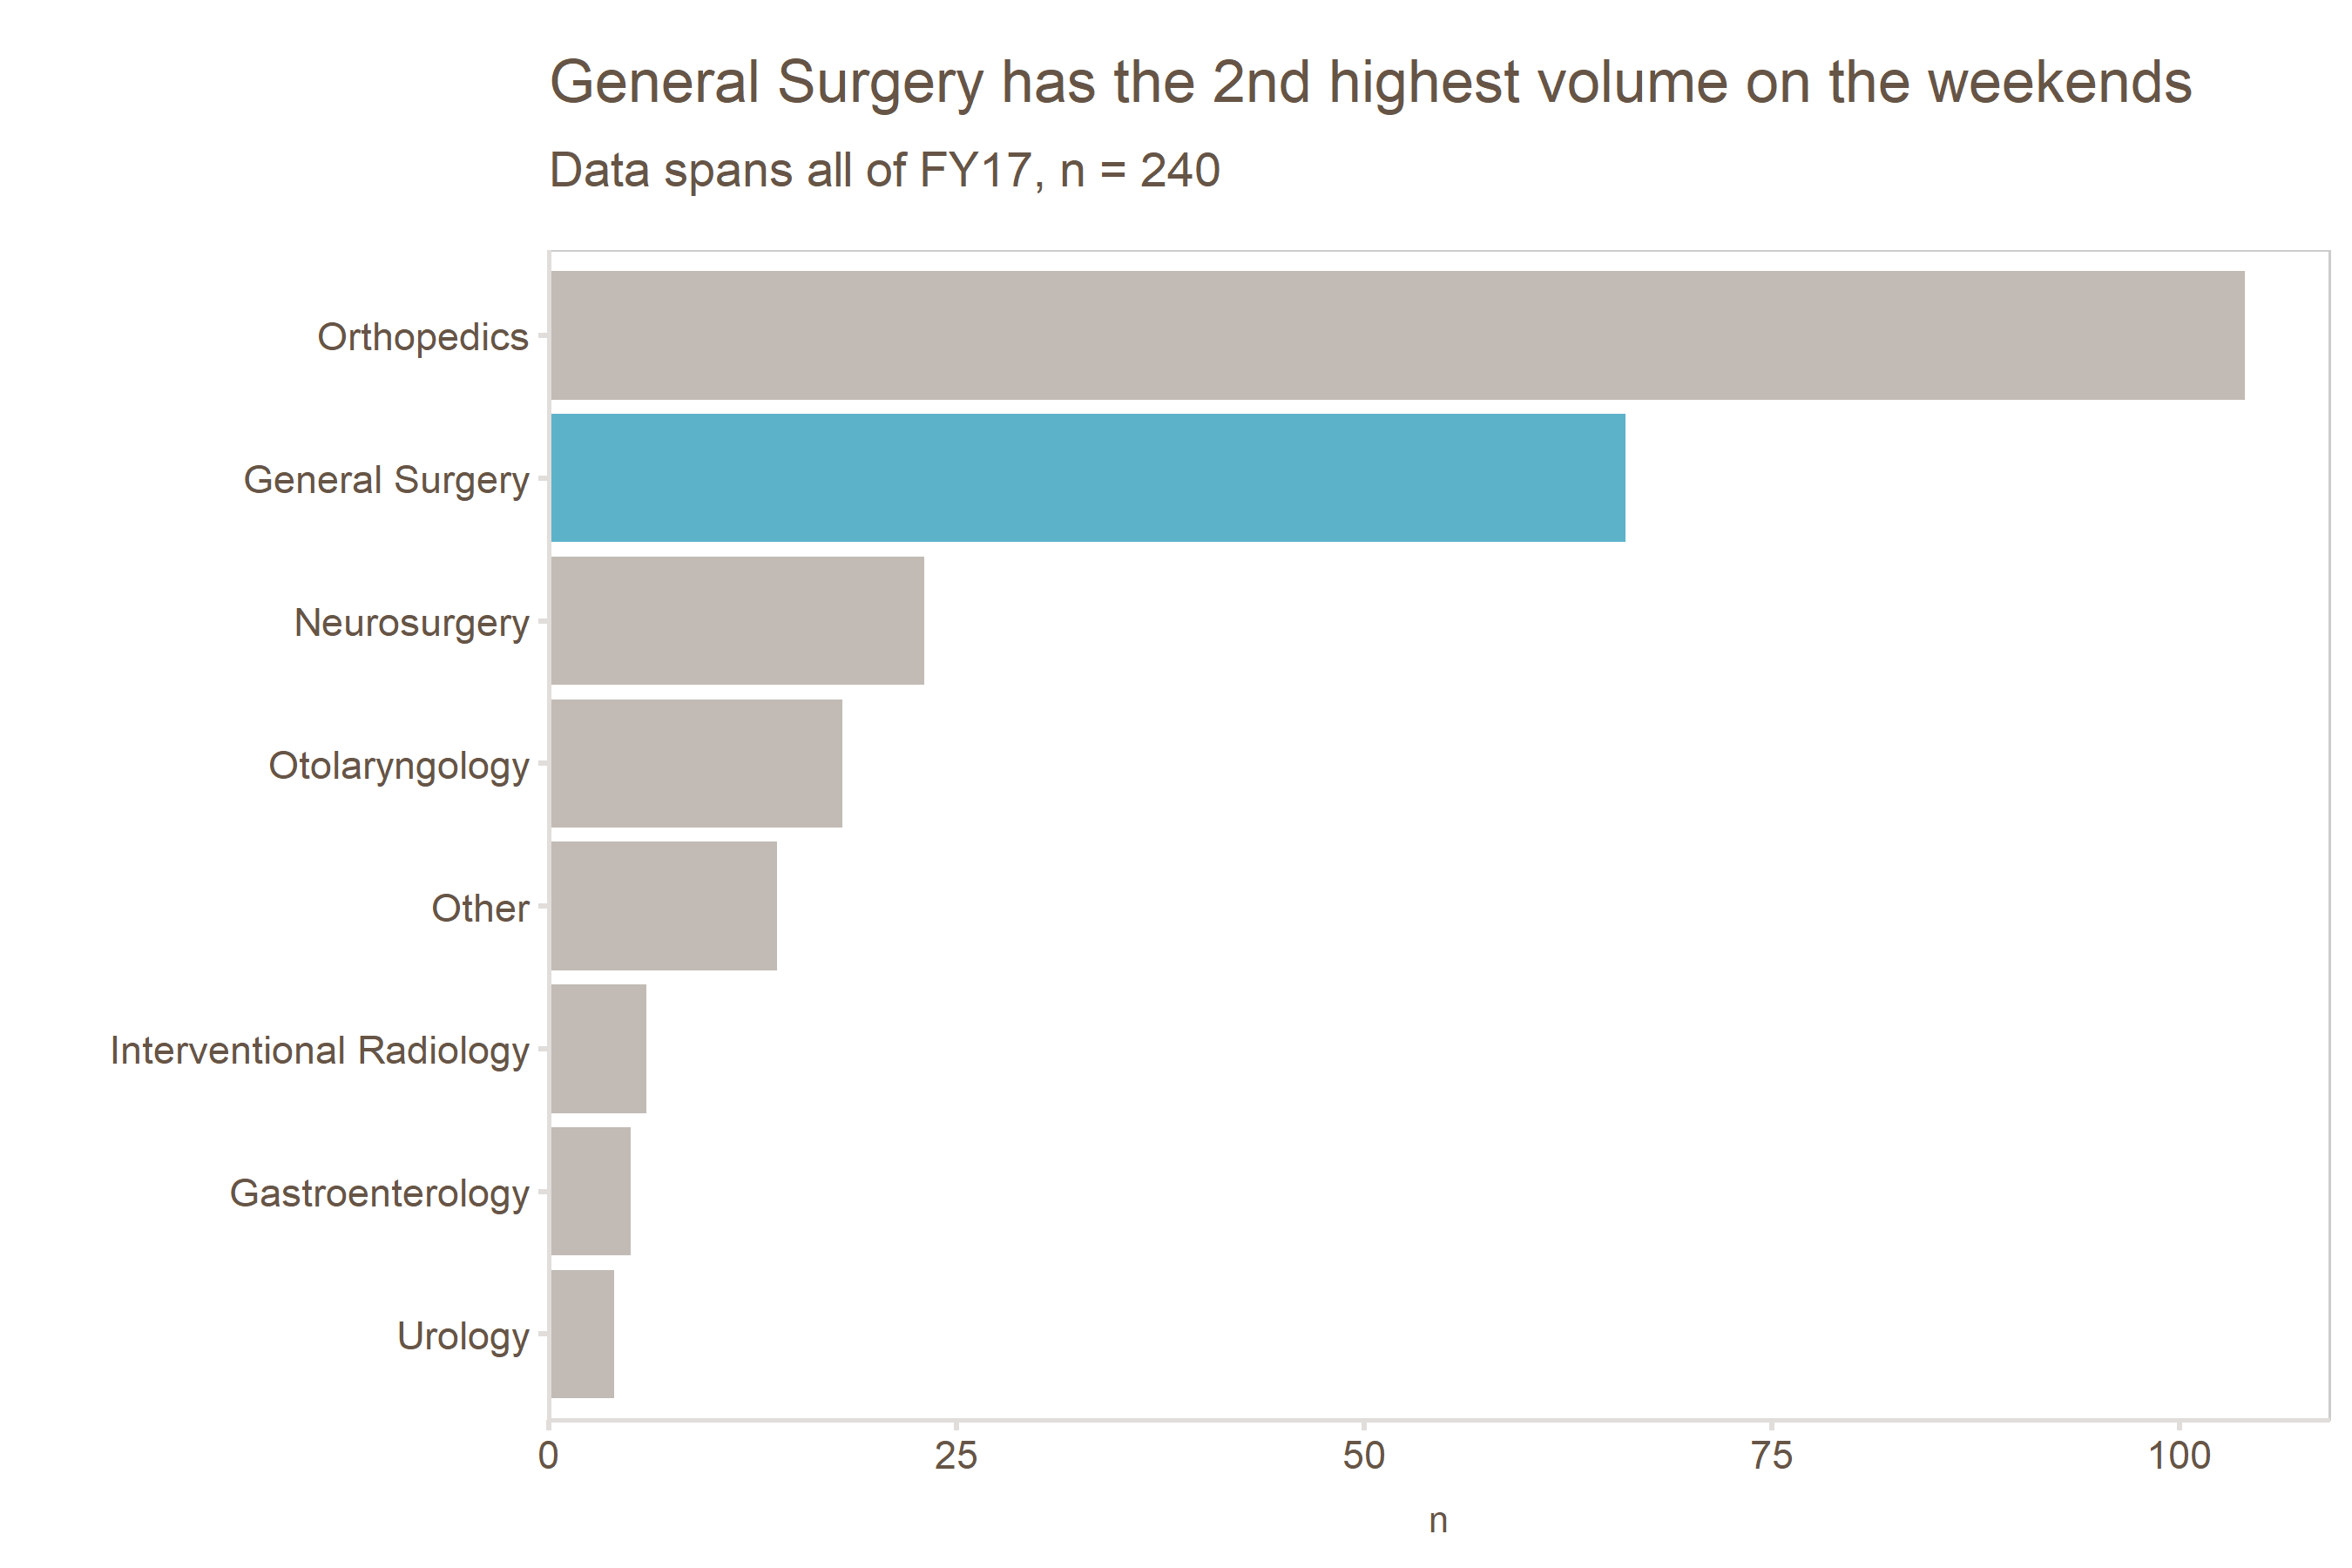 General Surgery has the 2nd highest volume on the weekends
Data spans all of FY17, n = 240
Orthopedics
General Surgery
Neurosurgery
Otolaryngology
Other
Interventional Radiology
Gastroenterology
Urology
0 25 50 75 100
n